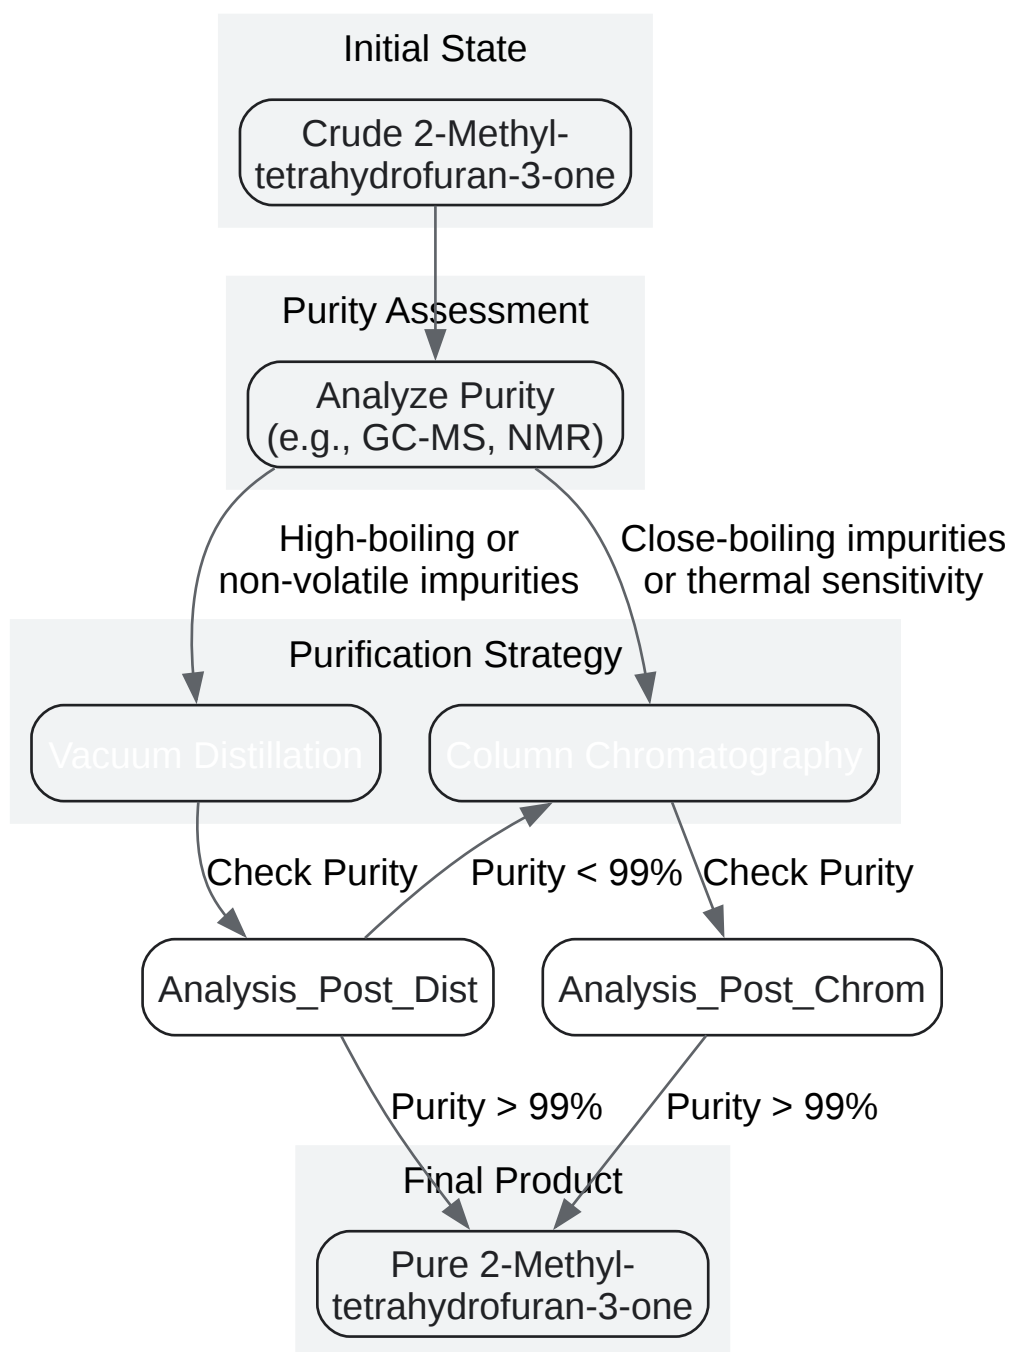 Initial State
Crude 2-Methyl-
tetrahydrofuran-3-one
Purity Assessment
Analyze Purity
(e.g., GC-MS, NMR)
High-boiling or
non-volatile impurities
Close-boiling impurities
or thermal sensitivity
Purification Strategy
Vacuum Distillation
Column Chromatography
Check Purity
Purity < 99%
Check Purity
Analysis_Post_Dist
Analysis_Post_Chrom
Purity > 99%
Purity > 99%
Final Product
Pure 2-Methyl-
tetrahydrofuran-3-one